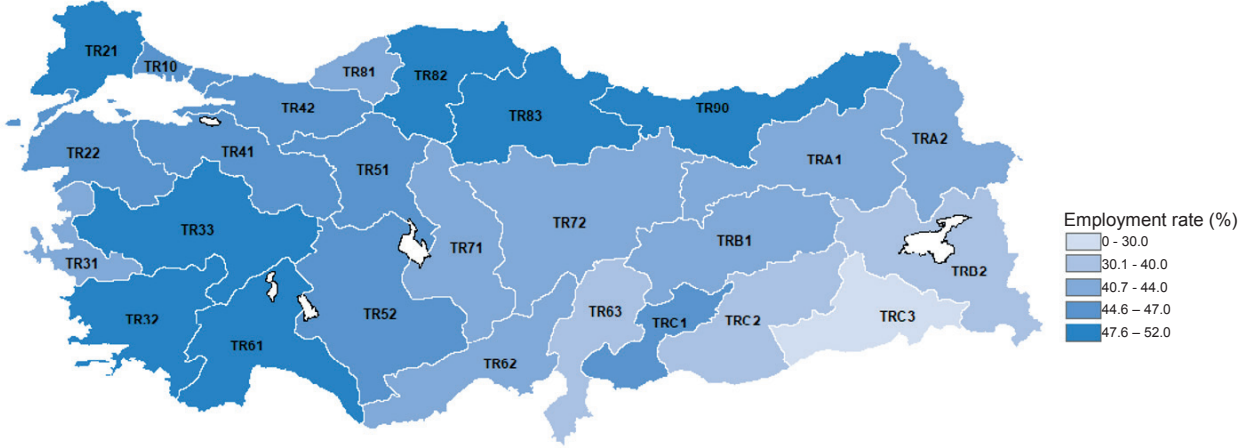 TR21
TR10
TR81
TR82
TR42
TR83
TR90
TR22
TR41
TR51
TRA1
TRA2
TR33
TR72
TR71
TRB1
TR31
TRB2
TR32
TR52
TR63
TRC1
TRC2
TRC3
TR61
TR62
Employment rate (%)
0 - 30.0
30.1 - 40.0
40.7 - 44.0
44.6 – 47.0
47.6 – 52.0